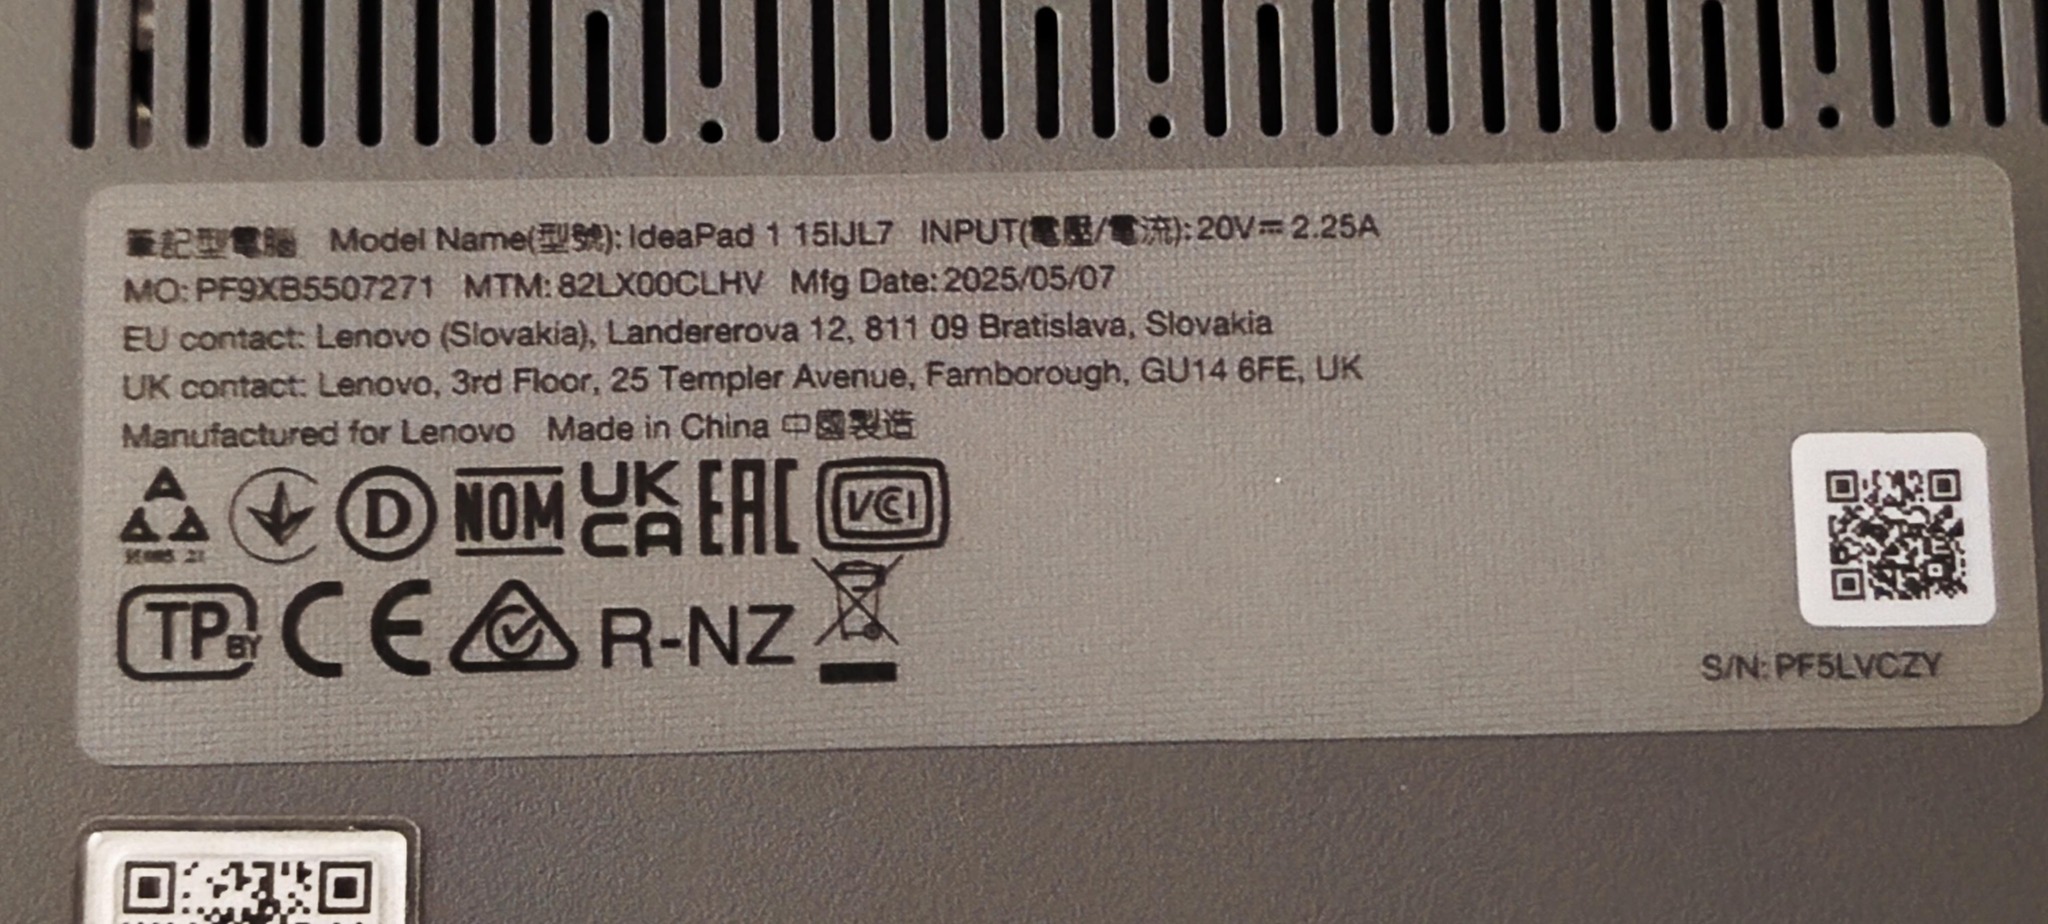 筆記型電腦 Model Name(型號): IdeaPad 1 15IJL7 INPUT(電壓/電流): 20V⎓2.25A
MO: PF9XB5507271 MTM: 82LX00CLHV Mfg Date: 2025/05/07
EU contact: Lenovo (Slovakia), Landererova 12, 811 09 Bratislava, Slovakia
UK contact: Lenovo, 3rd Floor, 25 Templer Avenue, Farnborough, GU14 6FE, UK
Manufactured for Lenovo Made in China 中國製造
D NOM UK CA EAC VCCI
TP BY CE R-NZ
S/N: PF5LVCZY